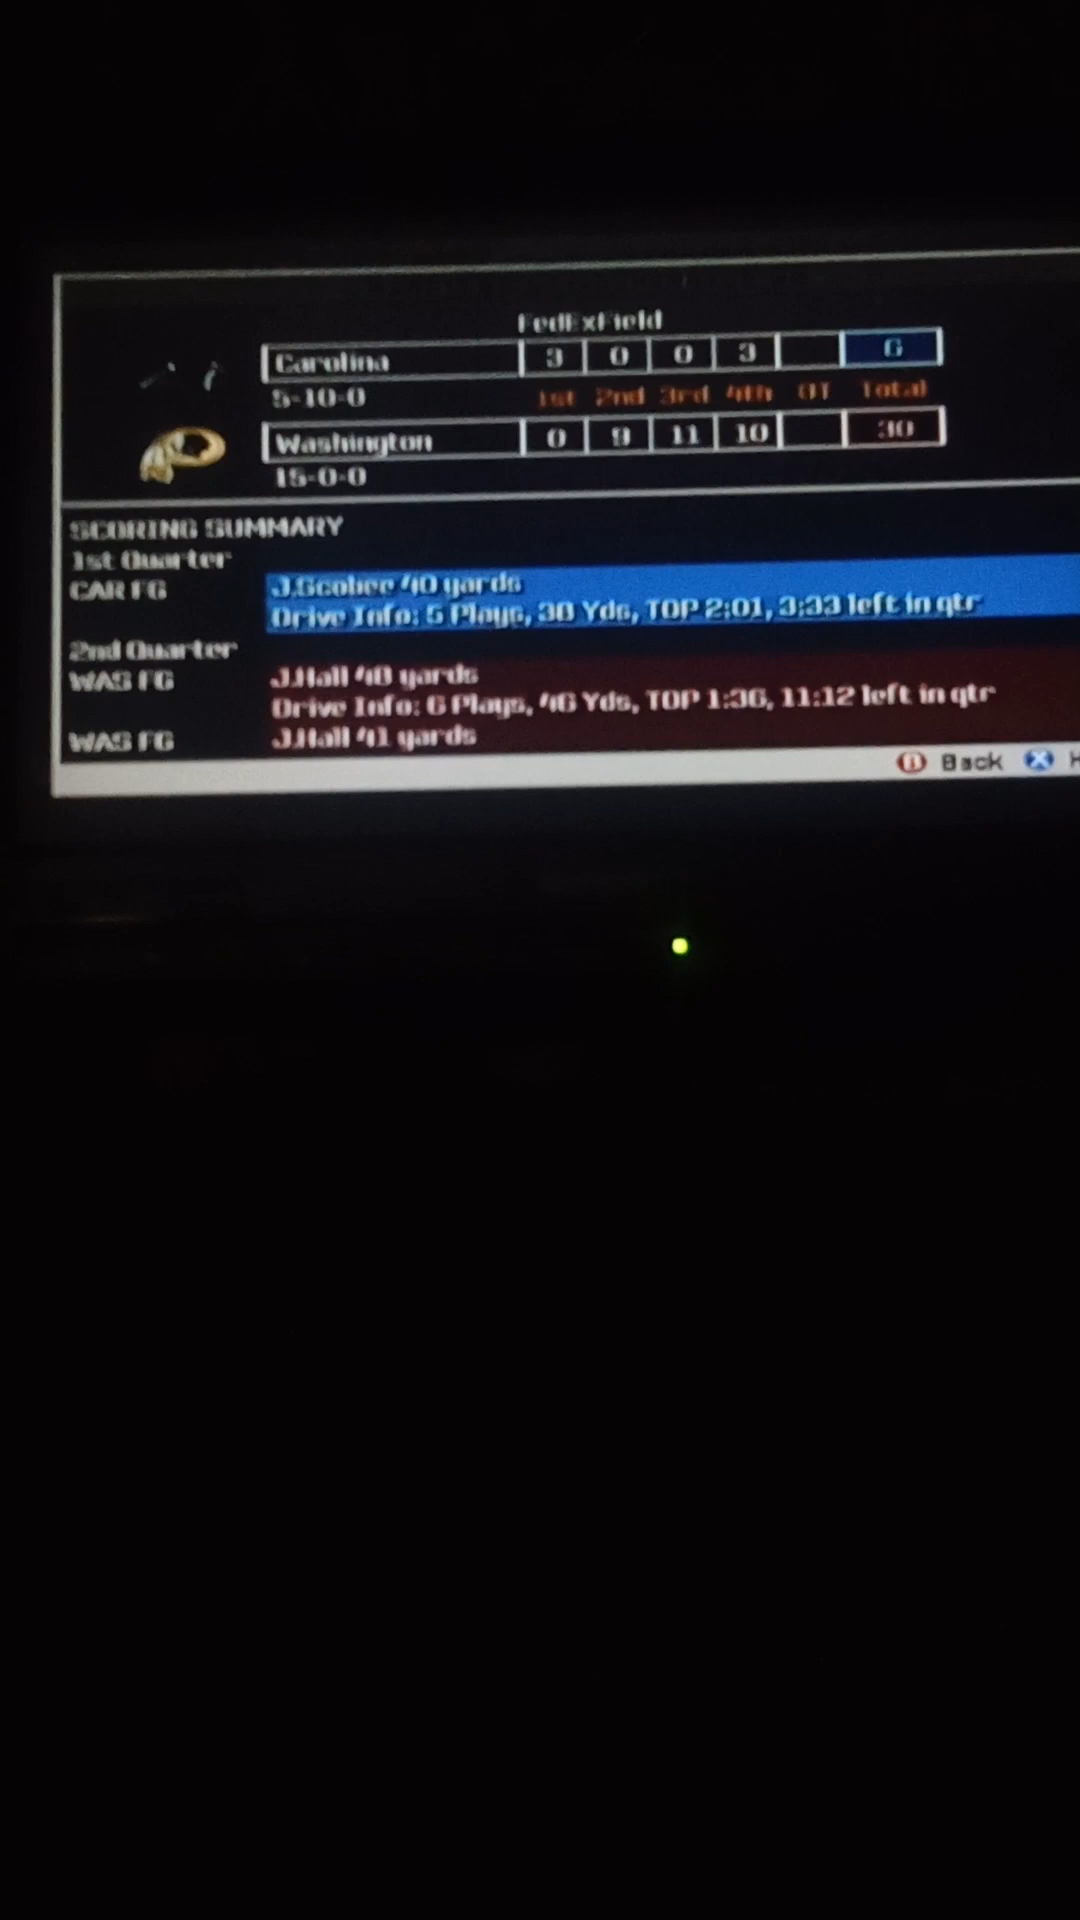 FedExField
Carolina 3 0 0 3 6
5-10-0 1st 2nd 3rd 4th OT Total
Washington 0 9 11 10 30
15-0-0
SCORING SUMMARY
1st Quarter
CAR FG J.Scobee 40 yards
Drive Info: 5 Plays, 30 Yds, TOP 2:01, 3:33 left in qtr
2nd Quarter
WAS FG J.Hall 48 yards
Drive Info: 6 Plays, 46 Yds, TOP 1:36, 11:12 left in qtr
WAS FG J.Hall 41 yards
B Back X